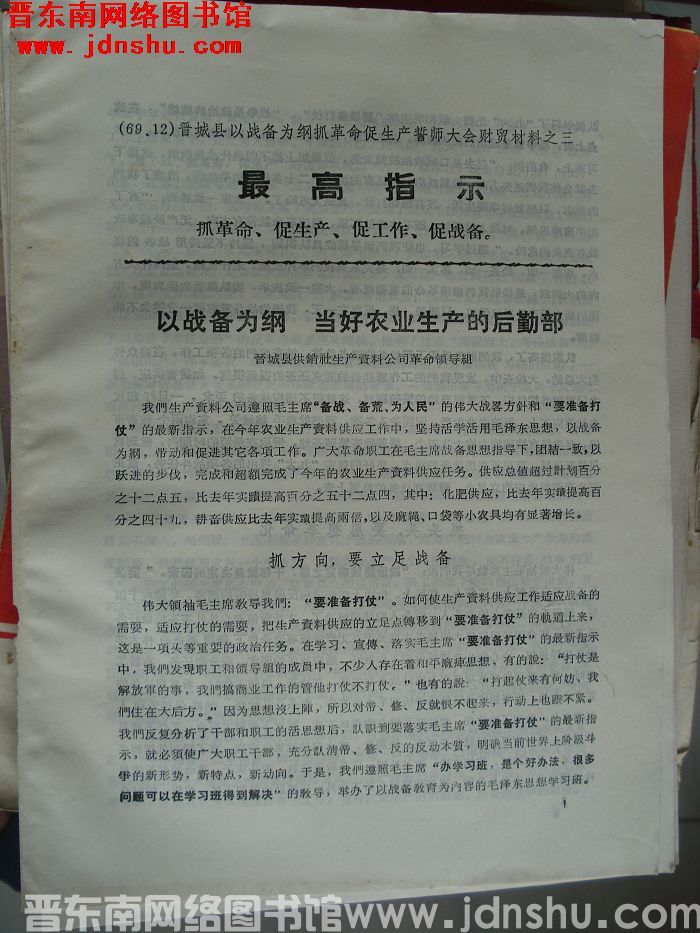 晋东南网络图书馆
www.jdnshu.com
(69、12)晋城县以战备为纲抓革命促生产誓师大会财贸材料之三
最高指示
抓革命、促生产、促工作、促战备。
以战备为纲　当好农业生产的后勤部
晋城县供銷社生产資料公司革命领导組
我們生产資料公司遵照毛主席“备战、备荒、为人民”的伟大战畧方針和“要准备打
仗”的最新指示，在今年农业生产資料供应工作中，坚持活学活用毛泽东思想，以战备
为綱，带动和促进其它各項工作。广大革命职工在毛主席战备思想指导下，团結一致，以
跃进的步伐，完成和超额完成了今年的农业生产資料供应任务。供应总值超过計划百分
之十二点五，比去年实蹟提高百分之五十二点四，其中：化肥供应，比去年实蹟提高百
分之四十九，耕畜供应比去年实蹟提高兩倍，以及麻繩、口袋等小农具均有显著增长。
抓方向，要立足战备
伟大領袖毛主席敎导我們：“要准备打仗”。如何使生产資料供应工作适应战备的
需要，适应打仗的需要，把生产資料供应的立足点轉移到“要准备打仗”的軌道上来，
这是一項头等重要的政治任务。在学习、宣傳、落实毛主席“要准备打仗”的最新指示
中，我們发現职工和領导組的成員中，不少人存在着和平麻痺思想，有的說：“打仗是
解放軍的事，我們搞商业工作的管他打仗不打仗。”也有的說：“打起仗来有何妨，我
們住在大后方。”因为思想沒上陣，所以对帝、修、反就恨不起来，行动上也跟不紧。
我們反复分析了干部和职工的活思想后，訒識到要落实毛主席“要准备打仗”的最新指
示，就必須使广大职工干部，充分訒清帝、修、反的反动本質，明确当前世界上阶級斗
争的新形势，新特点，新动向。于是，我們遵照毛主席“办学习班，是个好办法，很多
问题可以在学习班得到解决”的敎导，举办了以战备敎育为內容的毛泽东思想学习班。
1
晋东南网络图书馆 www.jdnshu.com